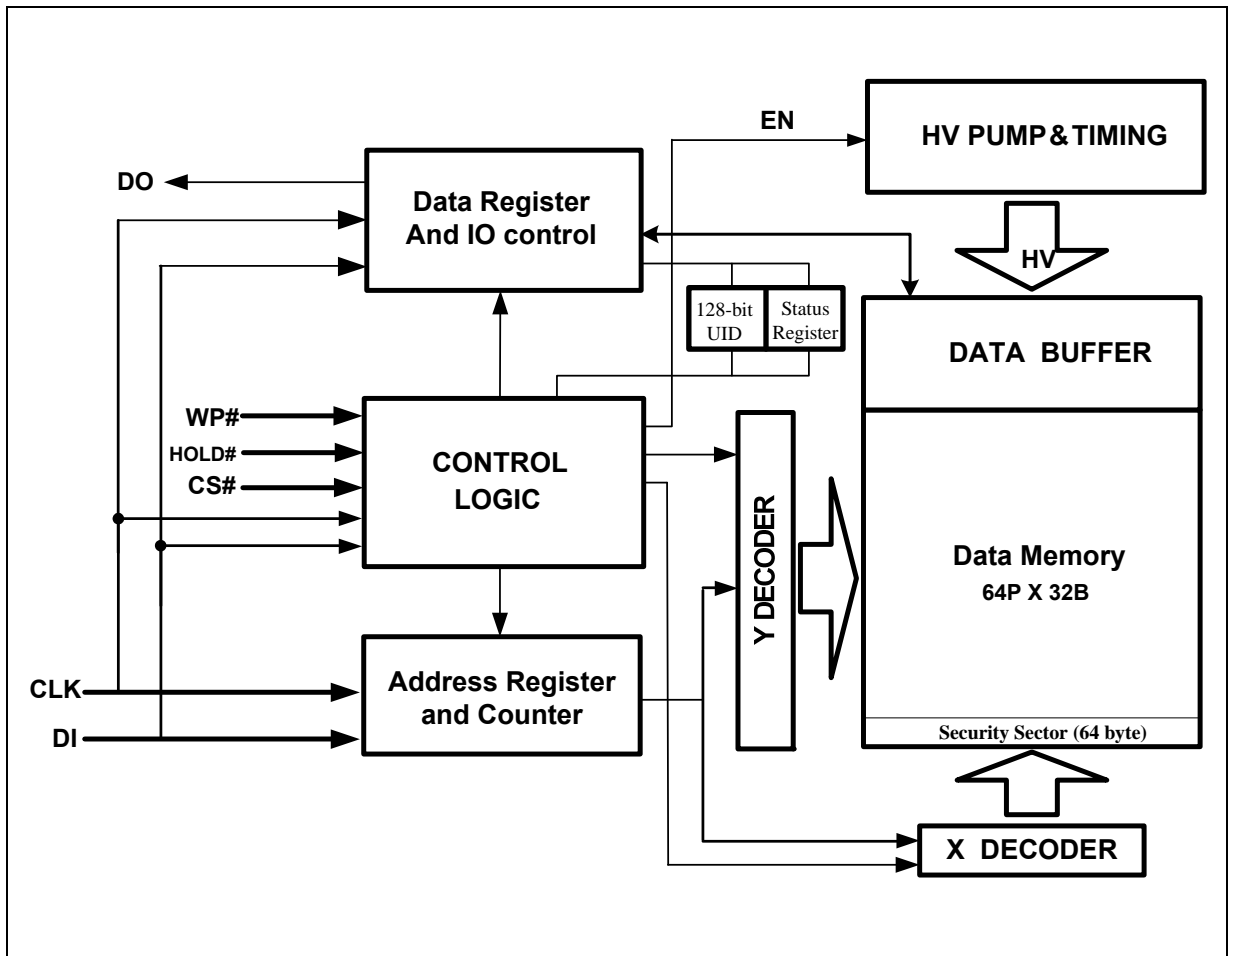 EN
HV PUMP & TIMING
DO
Data Register
And IO control
HV
128-bit
UID
Status
Register
DATA BUFFER
WP#
HOLD#
CS#
CONTROL
LOGIC
Y DECODER
Data Memory
64P X 32B
CLK
DI
Address Register
and Counter
Security Sector (64 byte)
X DECODER